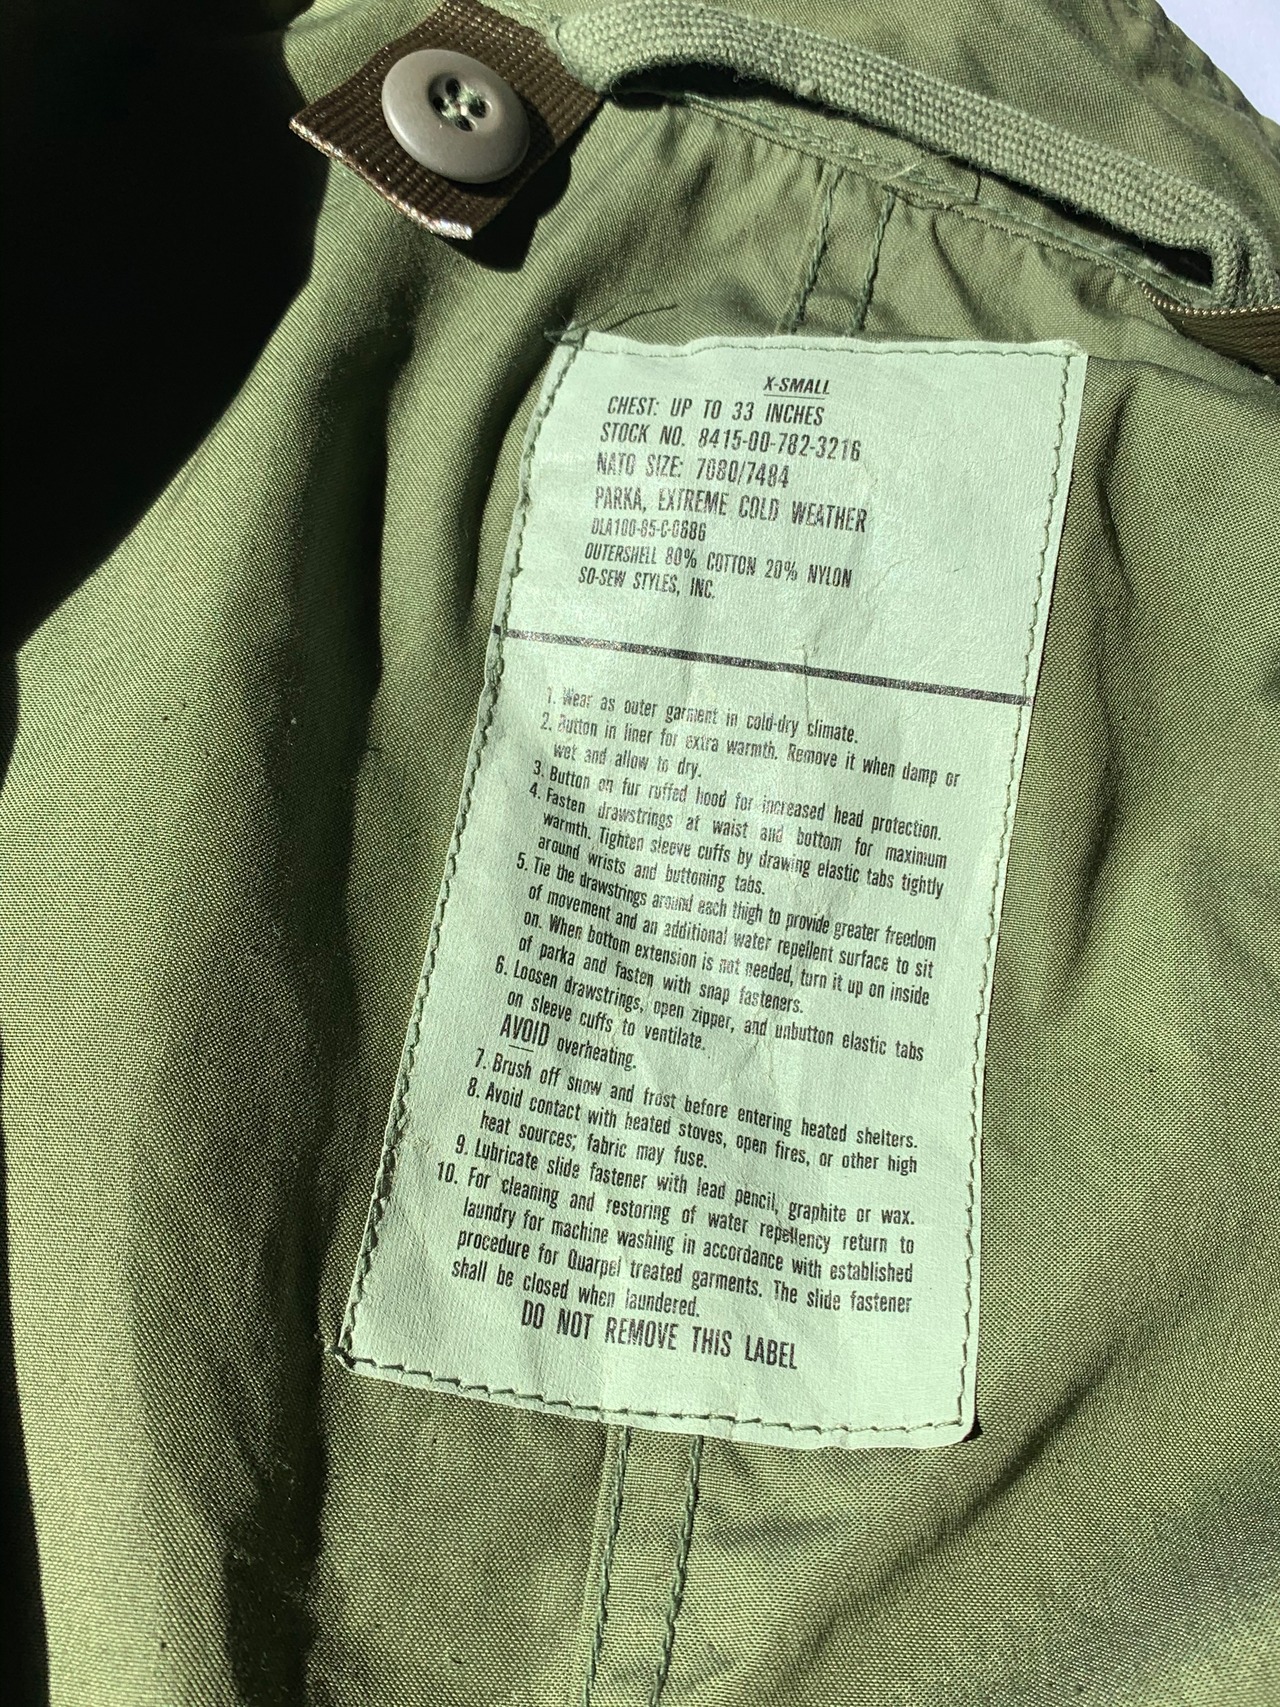 X-SMALL
CHEST: UP TO 33 INCHES
STOCK NO. 8415-00-782-3216
NATO SIZE: 7080/7484
PARKA, EXTREME COLD WEATHER
DLA100-85-C-0686
OUTERSHELL 80% COTTON 20% NYLON
SO-SEW STYLES, INC.
1. Wear as outer garment in cold-dry climate.
2. Button in liner for extra warmth. Remove it when damp or
wet and allow to dry.
3. Button on fur ruffed hood for increased head protection.
4. Fasten drawstrings at waist and bottom for maximum
warmth. Tighten sleeve cuffs by drawing elastic tabs tightly
around wrists and buttoning tabs.
5. Tie the drawstrings around each thigh to provide greater freedom
of movement and an additional water repellent surface to sit
on. When bottom extension is not needed, turn it up on inside
of parka and fasten with snap fasteners.
6. Loosen drawstrings, open zipper, and unbutton elastic tabs
on sleeve cuffs to ventilate.
AVOID overheating.
7. Brush off snow and frost before entering heated shelters.
8. Avoid contact with heated stoves, open fires, or other high
heat sources; fabric may fuse.
9. Lubricate slide fastener with lead pencil, graphite or wax.
10. For cleaning and restoring of water repellency return to
laundry for machine washing in accordance with established
procedure for Quarpel treated garments. The slide fastener
shall be closed when laundered.
DO NOT REMOVE THIS LABEL